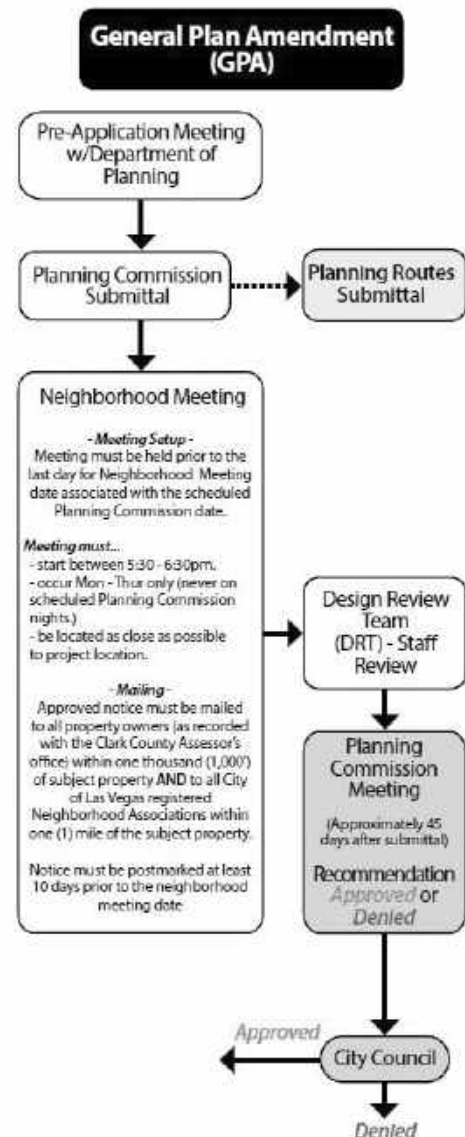 General Plan Amendment
(GPA)
Pre-Application Meeting
w/Department of
Planning
Planning Commission
Submittal
Planning Routes
Submittal
Neighborhood Meeting
- Meeting Setup -
Meeting must be held prior to the
last day for Neighborhood Meeting
date associated with the scheduled
Planning Commission date.
Meeting must...
- start between 5:30 - 6:30pm.
- occur Mon - Thur only (never on
scheduled Planning Commission
nights.)
- be located as close as possible
to project location.
- Mailing -
Approved notice must be mailed
to all property owners (as recorded
with the Clark County Assessor's
office) within one thousand (1,000')
of subject property AND to all City
of Las Vegas registered
Neighborhood Associations within
one (1) mile of the subject property.
Notice must be postmarked at least
10 days prior to the neighborhood
meeting date
Design Review
Team
(DRT) - Staff
Review
Planning
Commission
Meeting
(Approximately 45
days after submittal)
Recommendation
Approved or
Denied
Approved
City Council
Denied